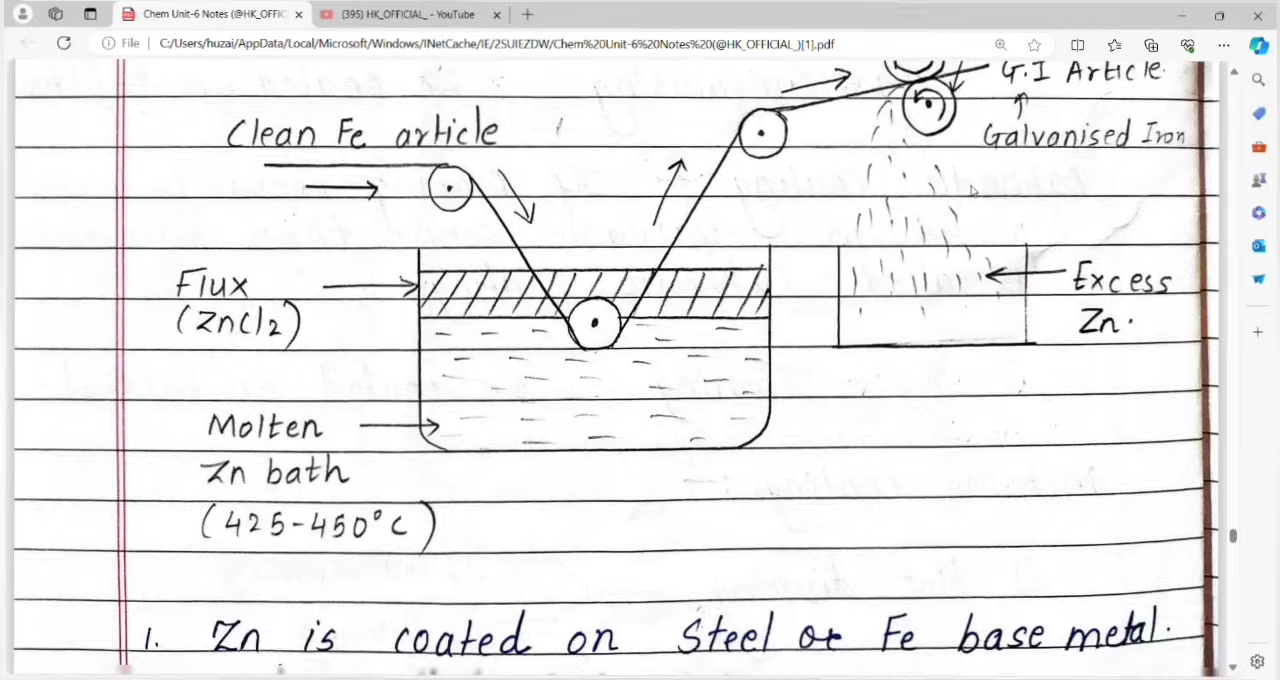 Chem Unit-6 Notes (@HK_OFFIC
(395) HK_OFFICIAL_ - YouTube
File
C:/Users/huzai/AppData/Local/Microsoft/Windows/INetCache/IE/2SUIEZDW/Chem%20Unit-6%20Notes%20(@HK_OFFICIAL_)[1].pdf
G.I Article.
Galvanised Iron
Clean Fe article
Flux
(ZnCl2)
Excess
Zn.
Molten
Zn bath
(425-450°C)
1. Zn is coated on Steel or Fe base metal.